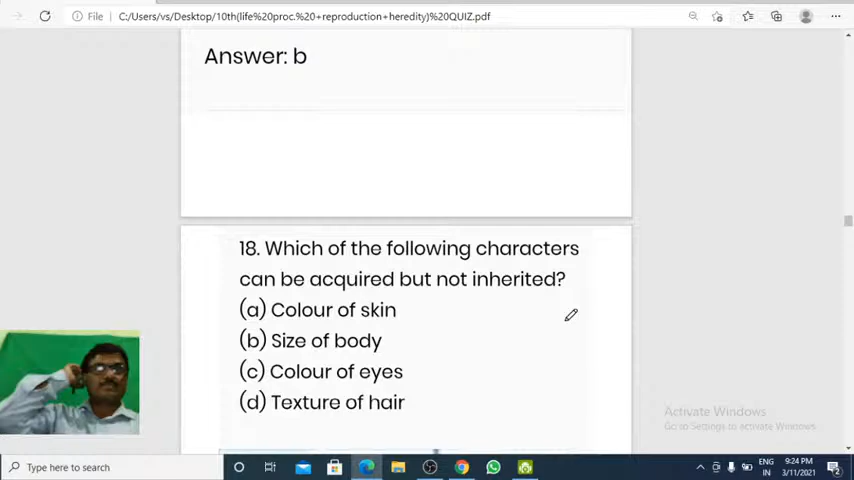 File
C:/Users/vs/Desktop/10th(life%20proc.%20+reproduction+heredity)%20QUIZ.pdf
Answer: b
18. Which of the following characters
can be acquired but not inherited?
(a) Colour of skin
(b) Size of body
(c) Colour of eyes
(d) Texture of hair
Activate Windows
Go to Settings to activate Windows.
Type here to search
ENG
IN
9:24 PM
3/11/2021
2